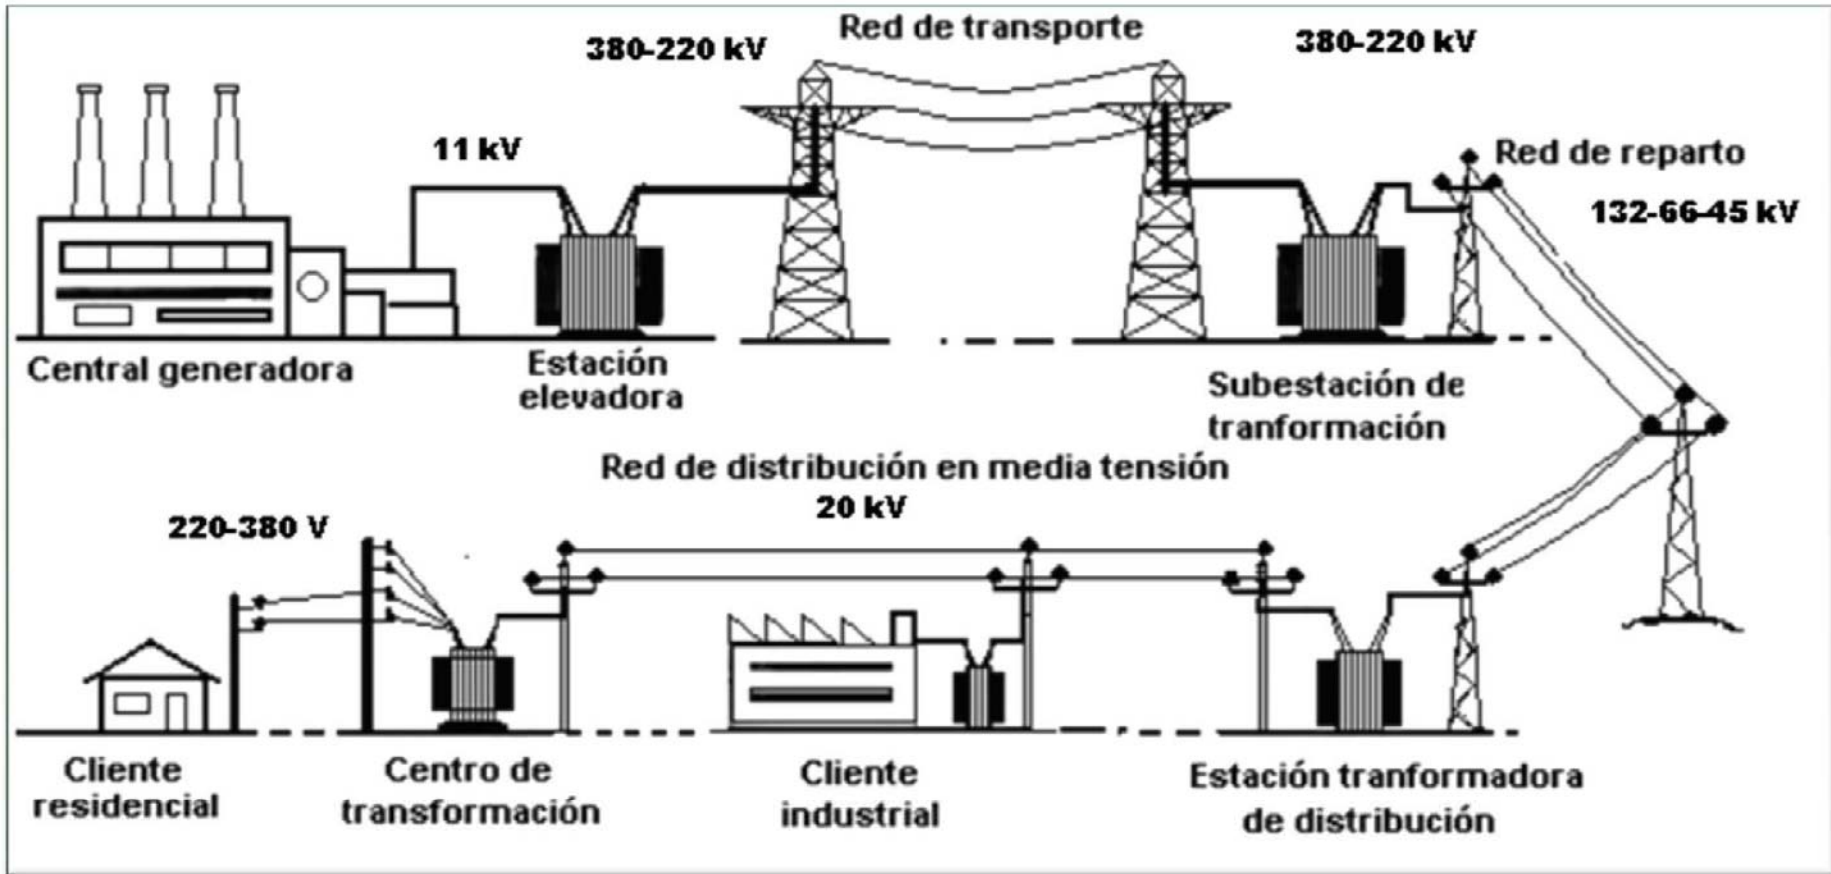 Red de transporte
380-220 kV
380-220 kV
11 kV
Red de reparto
132-66-45 kV
Central generadora
Estación
elevadora
Subestación de
tranformación
Red de distribución en media tensión
20 kV
220-380 V
Cliente
residencial
Centro de
transformación
Cliente
industrial
Estación tranformadora
de distribución